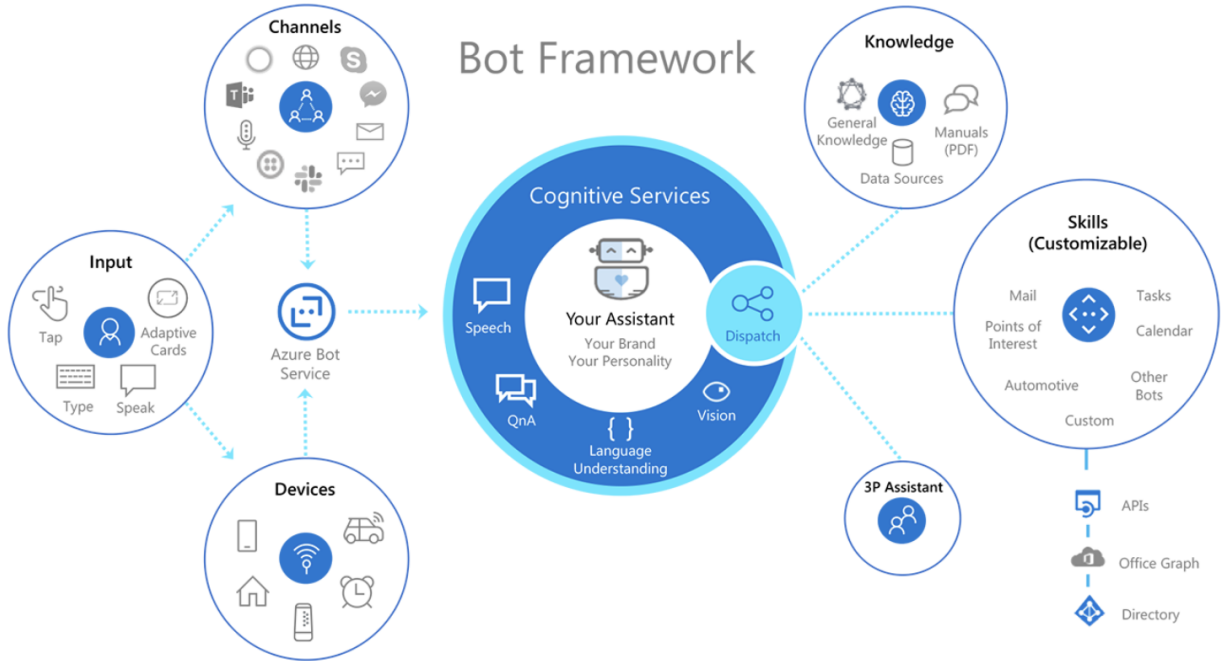 Bot Framework
Channels
Input
Tap
Adaptive
Cards
Type
Speak
Devices
Azure Bot
Service
Cognitive Services
Speech
QnA
Language
Understanding
Vision
Your Assistant
Your Brand
Your Personality
Dispatch
Knowledge
General
Knowledge
Manuals
(PDF)
Data Sources
Skills
(Customizable)
Mail
Tasks
Points of
Interest
Calendar
Automotive
Other
Bots
Custom
3P Assistant
APIs
Office Graph
Directory